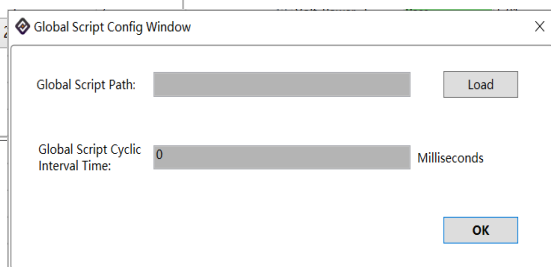 Global Script Config Window
Global Script Path:
Load
Global Script Cyclic
Interval Time:
0
Milliseconds
OK